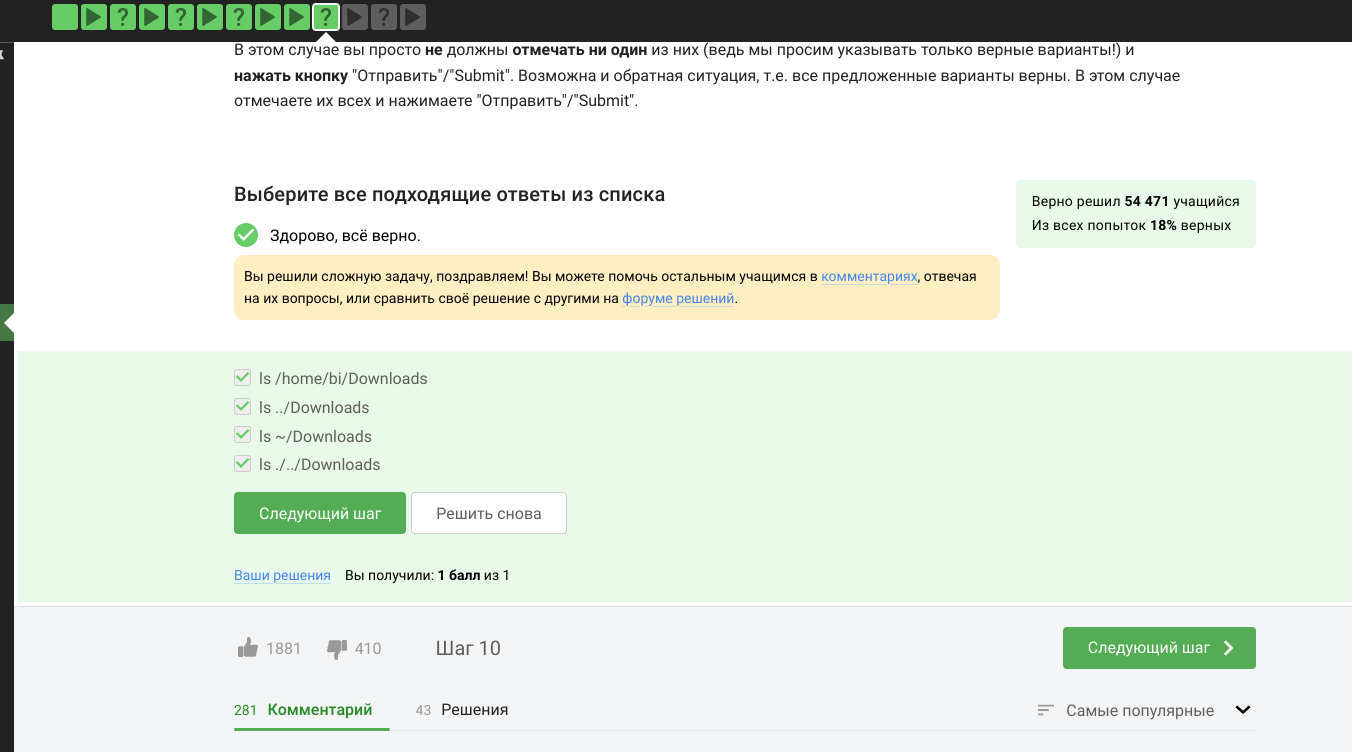 В этом случае вы просто не должны отмечать ни один из них (ведь мы просим указывать только верные варианты!) и
нажать кнопку "Отправить"/"Submit". Возможна и обратная ситуация, т.е. все предложенные варианты верны. В этом случае
отмечаете их всех и нажимаете "Отправить"/"Submit".
Выберите все подходящие ответы из списка
Верно решил 54 471 учащийся
Из всех попыток 18% верных
Здорово, всё верно.
Вы решили сложную задачу, поздравляем! Вы можете помочь остальным учащимся в комментариях, отвечая
на их вопросы, или сравнить своё решение с другими на форуме решений.
ls /home/bi/Downloads
ls ../Downloads
ls ~/Downloads
ls ./../Downloads
Следующий шаг
Решить снова
Ваши решения Вы получили: 1 балл из 1
1881 410 Шаг 10
Следующий шаг
281 Комментарий 43 Решения
Самые популярные